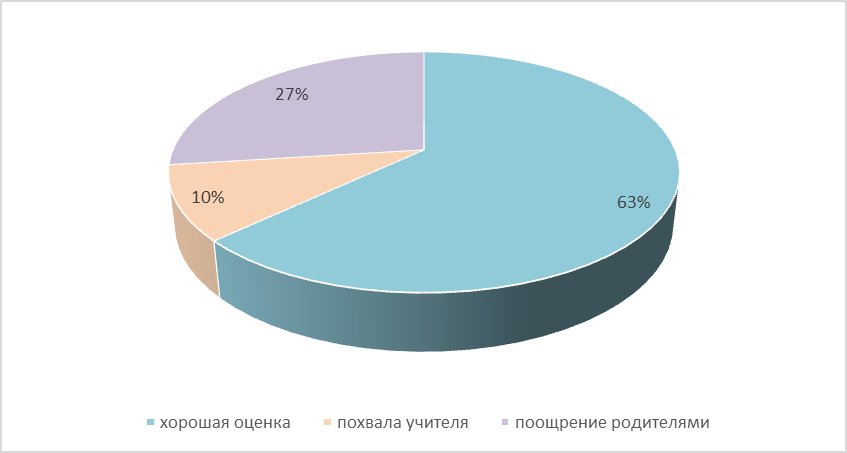 27%
10%
63%
хорошая оценка похвала учителя поощрение родителями